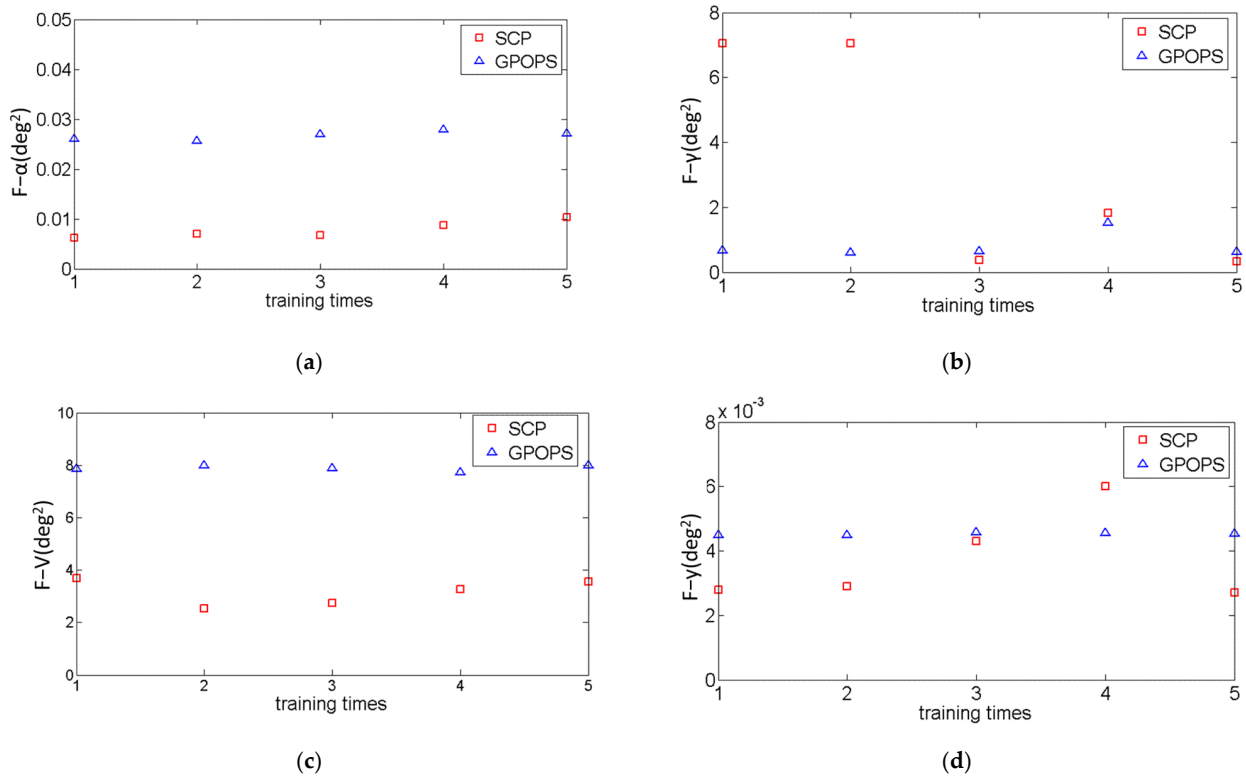 0.05
0.04
0.03
0.02
0.01
0
F−α(deg²)
SCP
GPOPS
1 2 3 4 5
training times
(a)
8
6
4
2
0
F−γ(deg²)
SCP
GPOPS
1 2 3 4 5
training times
(b)
10
8
6
4
2
0
F−V(deg²)
SCP
GPOPS
1 2 3 4 5
training times
(c)
x 10⁻³
8
6
4
2
0
F−y(deg²)
SCP
GPOPS
1 2 3 4 5
training times
(d)